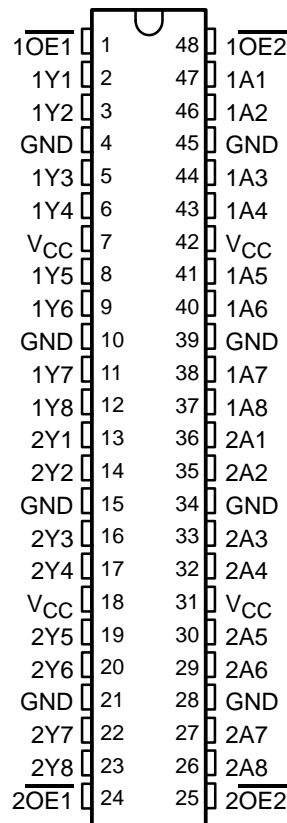 1OE1 1 48 1OE2
1Y1 2 47 1A1
1Y2 3 46 1A2
GND 4 45 GND
1Y3 5 44 1A3
1Y4 6 43 1A4
VCC 7 42 VCC
1Y5 8 41 1A5
1Y6 9 40 1A6
GND 10 39 GND
1Y7 11 38 1A7
1Y8 12 37 1A8
2Y1 13 36 2A1
2Y2 14 35 2A2
GND 15 34 GND
2Y3 16 33 2A3
2Y4 17 32 2A4
VCC 18 31 VCC
2Y5 19 30 2A5
2Y6 20 29 2A6
GND 21 28 GND
2Y7 22 27 2A7
2Y8 23 26 2A8
2OE1 24 25 2OE2